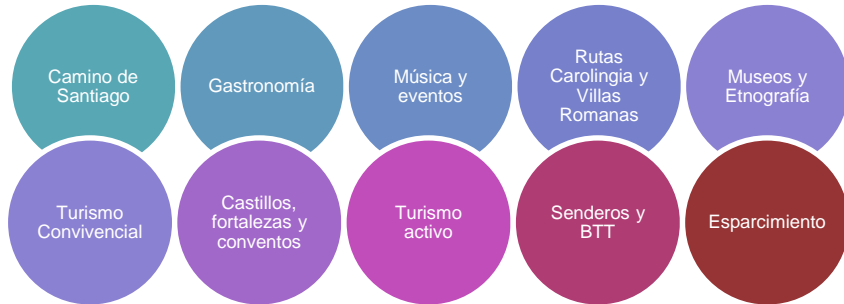 Camino de
Santiago
Gastronomía
Música y
eventos
Rutas
Carolingia y
Villas
Romanas
Museos y
Etnografía
Turismo
Convivencial
Castillos,
fortalezas y
conventos
Turismo
activo
Senderos y
BTT
Esparcimiento